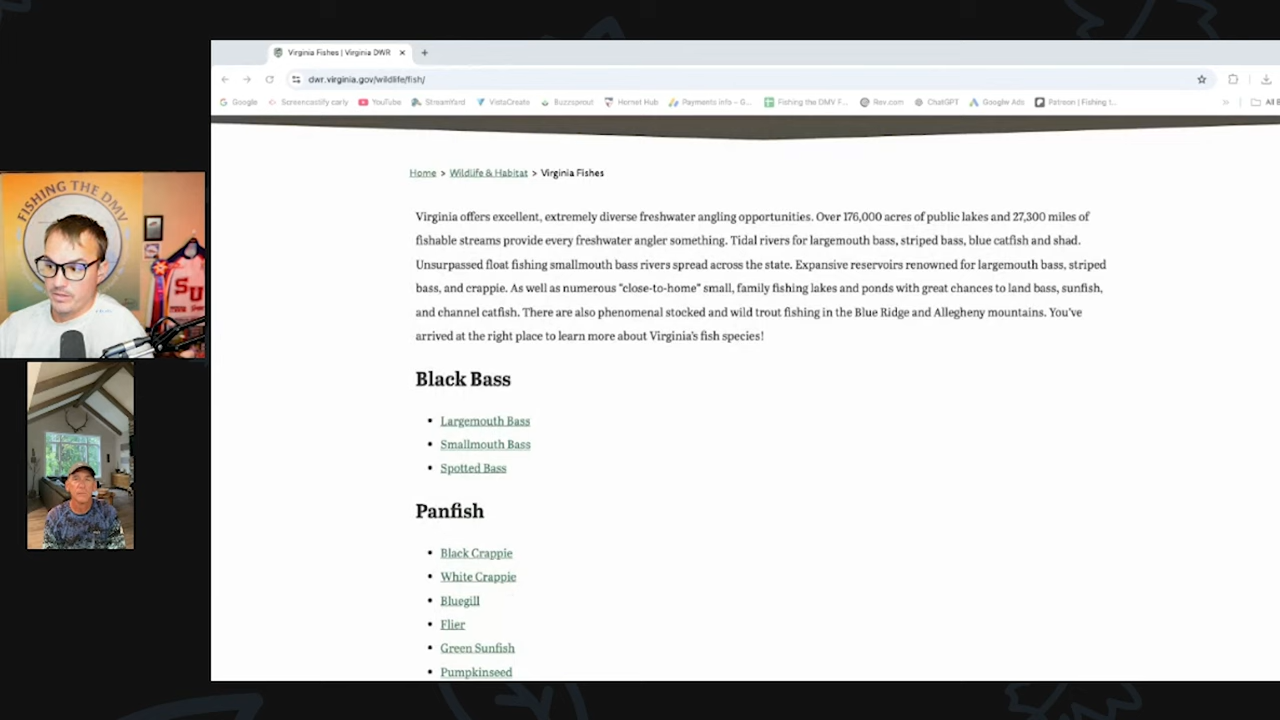 Virginia Fishes | Virginia DWR
dwr.virginia.gov/wildlife/fish/
Google Screencastify carly YouTube StreamYard VistaCreate Buzzsprout Hornet Hub Payments info – G... Fishing the DMV F... Rev.com ChatGPT Google Ads Patreon | Fishing t... » All B
Home > Wildlife & Habitat > Virginia Fishes
Virginia offers excellent, extremely diverse freshwater angling opportunities. Over 176,000 acres of public lakes and 27,300 miles of
fishable streams provide every freshwater angler something. Tidal rivers for largemouth bass, striped bass, blue catfish and shad.
Unsurpassed float fishing smallmouth bass rivers spread across the state. Expansive reservoirs renowned for largemouth bass, striped
bass, and crappie. As well as numerous "close-to-home" small, family fishing lakes and ponds with great chances to land bass, sunfish,
and channel catfish. There are also phenomenal stocked and wild trout fishing in the Blue Ridge and Allegheny mountains. You've
arrived at the right place to learn more about Virginia's fish species!
Black Bass
• Largemouth Bass
• Smallmouth Bass
• Spotted Bass
Panfish
• Black Crappie
• White Crappie
• Bluegill
• Flier
• Green Sunfish
• Pumpkinseed
FISHING THE DMV
SU